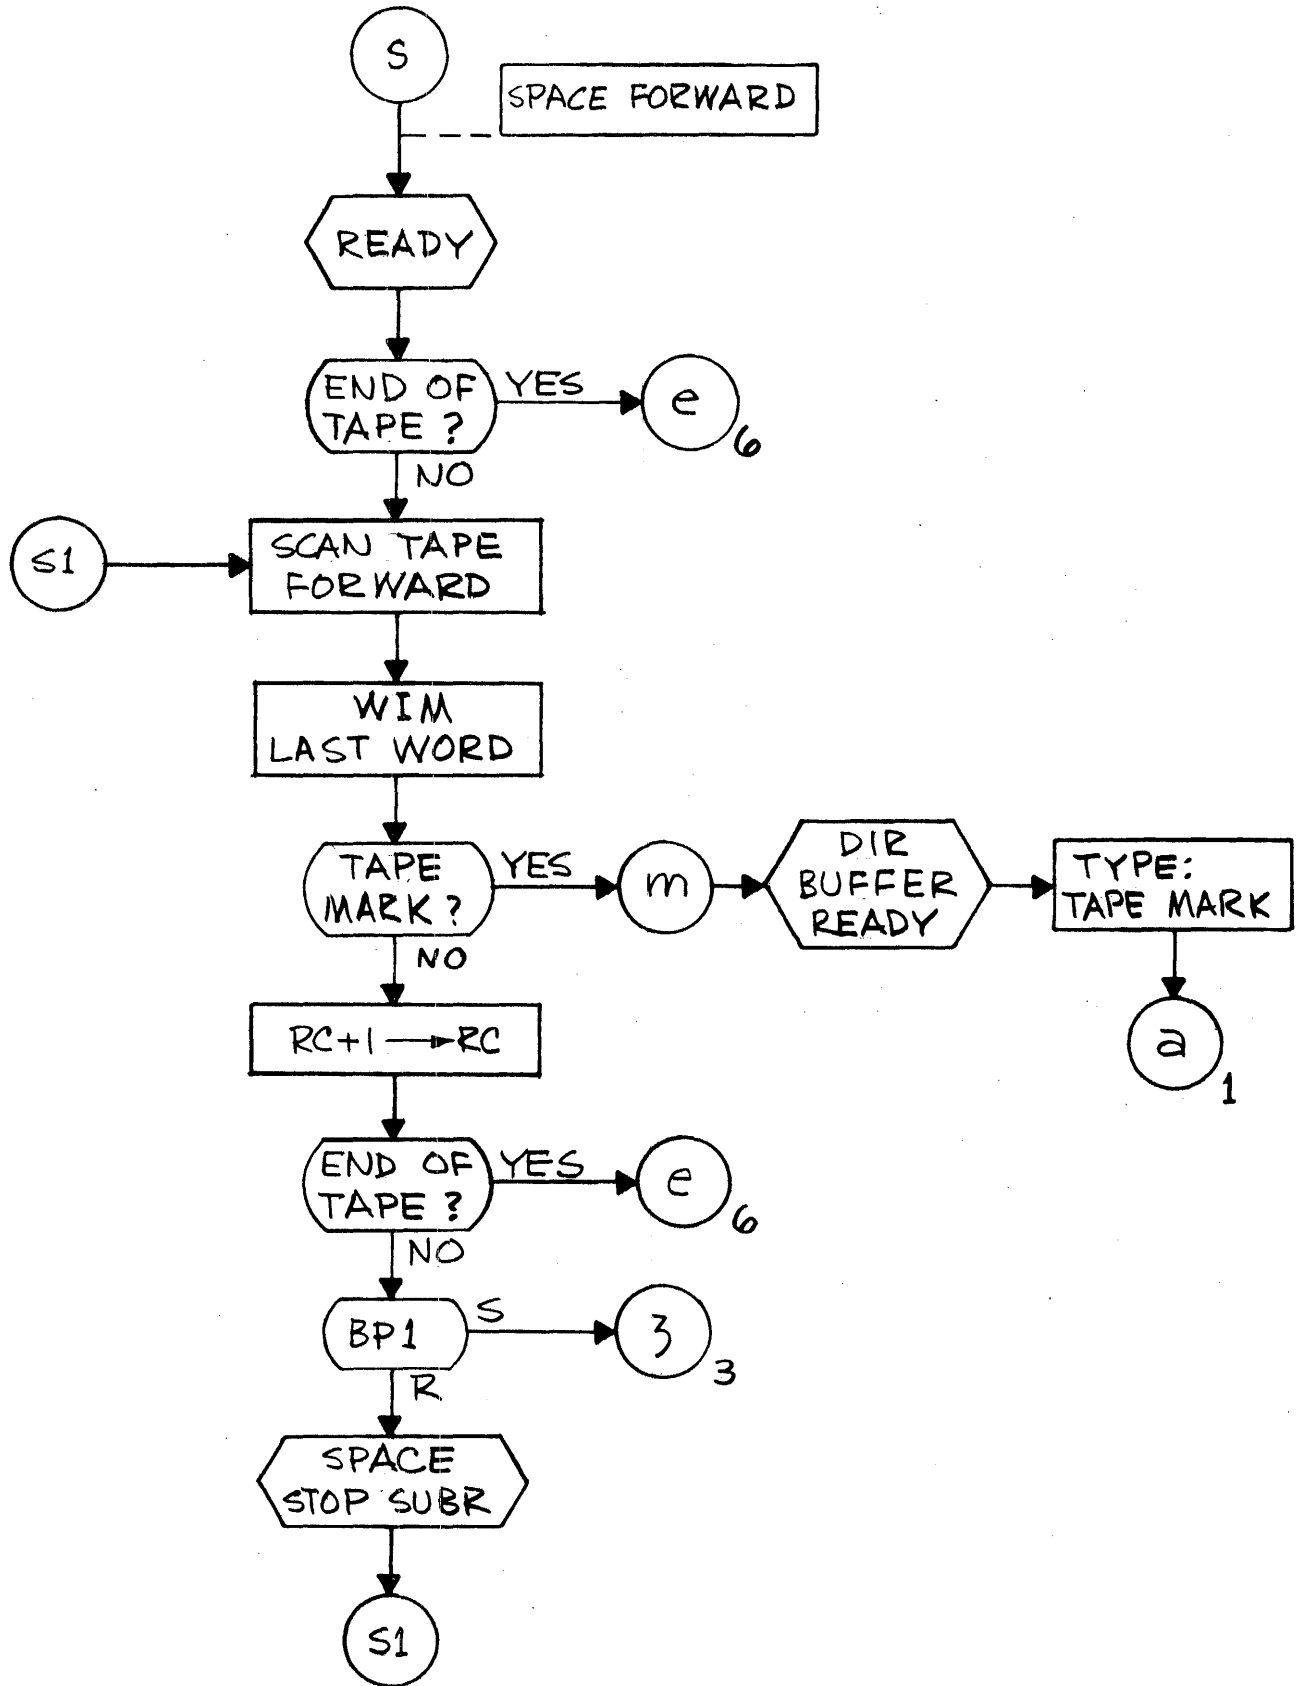 S
SPACE FORWARD
READY
END OF
TAPE ?
YES
e
6
NO
S1
SCAN TAPE
FORWARD
WIM
LAST WORD
TAPE
MARK ?
YES
m
DIR
BUFFER
READY
TYPE:
TAPE MARK
NO
a
1
RC+1 → RC
END OF
TAPE ?
YES
e
6
NO
BP1
S
3
R
SPACE
STOP SUBR
S1